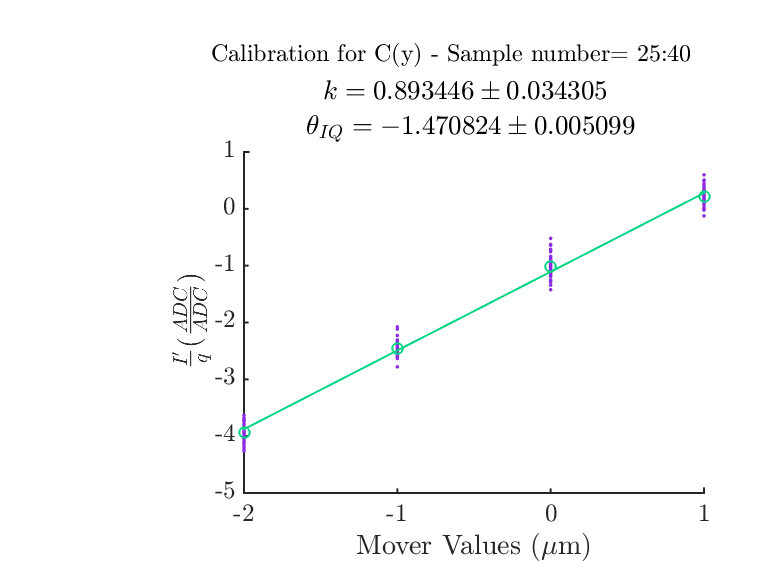 Calibration for C(y) - Sample number= 25:40
k = 0.893446 ± 0.034305
θ_IQ = −1.470824 ± 0.005099
1
0
-1
-2
-3
-4
-5
I'/q (ADC/ADC)
-2 -1 0 1
Mover Values (μm)